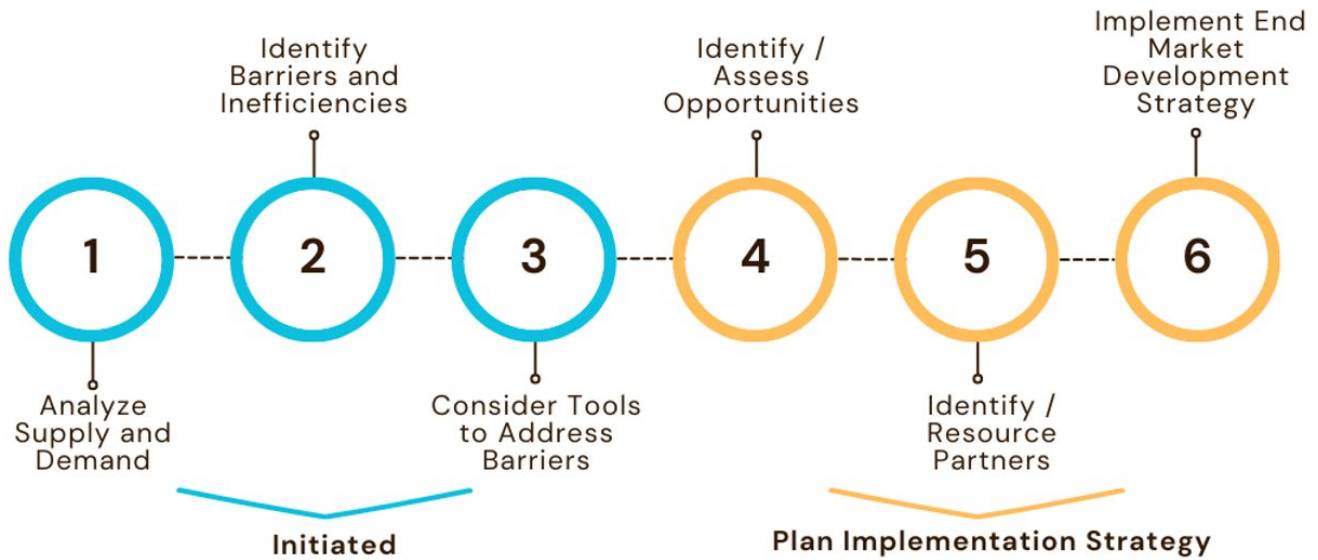 Identify
Barriers and
Inefficiencies
Identify /
Assess
Opportunities
Implement End
Market
Development
Strategy
1
2
3
4
5
6
Analyze
Supply and
Demand
Consider Tools
to Address
Barriers
Identify /
Resource
Partners
Initiated
Plan Implementation Strategy